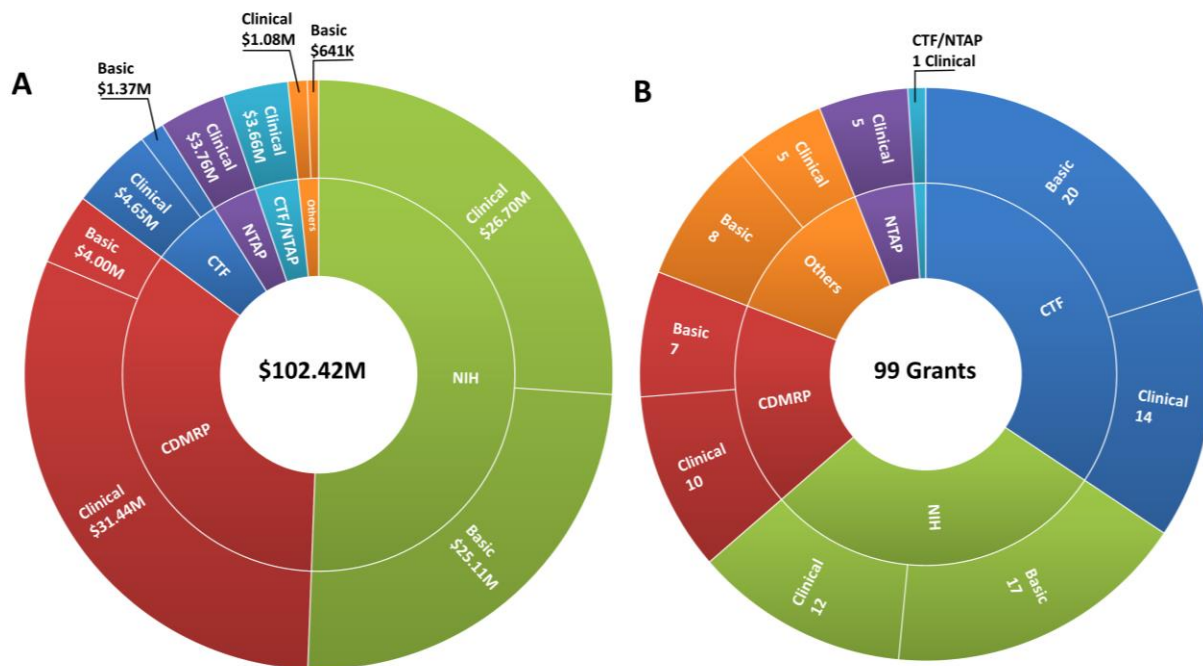 A
Clinical
$1.08M
Basic
$641K
Basic
$1.37M
Clinical
$3.76M
Clinical
$3.66M
Clinical
$4.65M
Basic
$4.00M
Clinical
$31.44M
Clinical
$26.70M
Basic
$25.11M
CTF
NTAP
CTF/NTAP
Others
CDMRP
NIH
$102.42M
B
CTF/NTAP
1 Clinical
Clinical
5
Clinical
5
Basic
8
Basic
7
Clinical
10
Clinical
12
Basic
17
Clinical
14
Basic
20
NTAP
Others
CDMRP
NIH
CTF
99 Grants